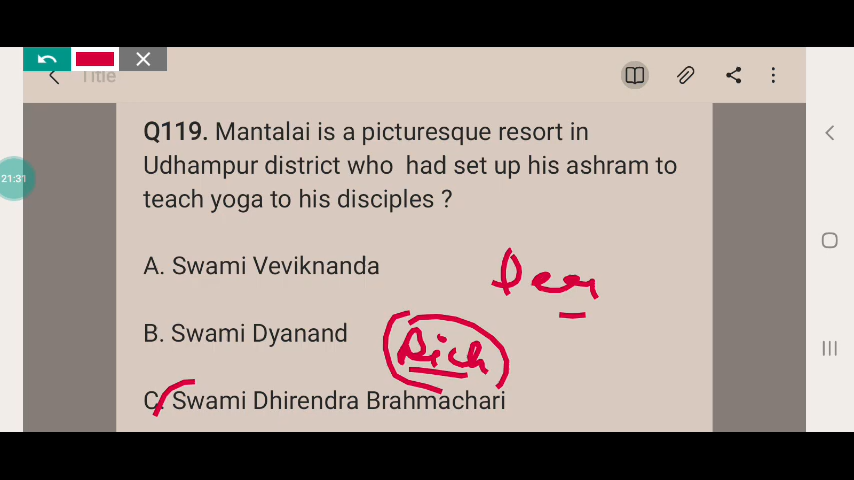 Title
Q119. Mantalai is a picturesque resort in
Udhampur district who had set up his ashram to
teach yoga to his disciples ?
21:31
A. Swami Veviknanda
B. Swami Dyanand
Rich
C. Swami Dhirendra Brahmachari